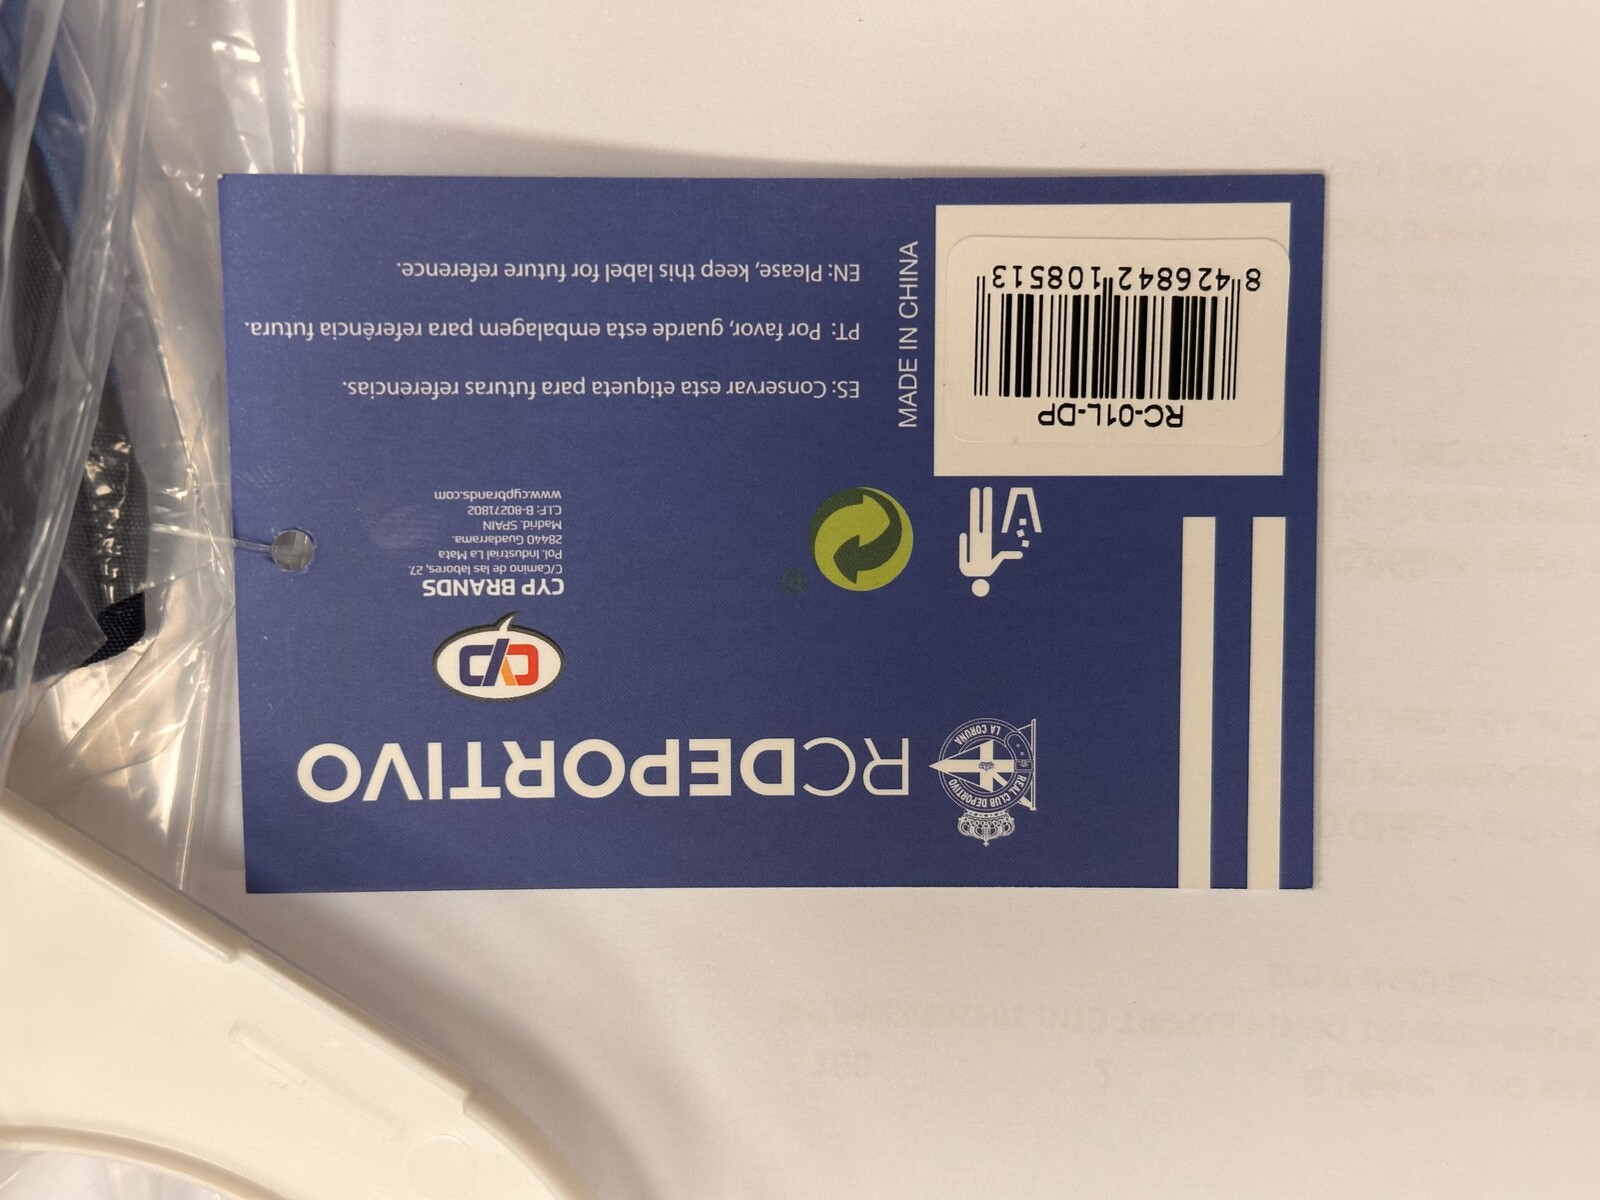 RCDEPORTIVO
REAL CLUB DEPORTIVO
LA CORUÑA
CYP
CYP BRANDS
C/Camino de las labores, 27.
Pol. Industrial La Mata
28440 Guadarrama.
Madrid. SPAIN
C.I.F: B-80271802
www.cypbrands.com
ES: Conservar esta etiqueta para futuras referencias.
PT: Por favor, guarde esta embalagem para referência futura.
EN: Please, keep this label for future reference.
MADE IN CHINA
RC-01L-DP
8 426842 108513